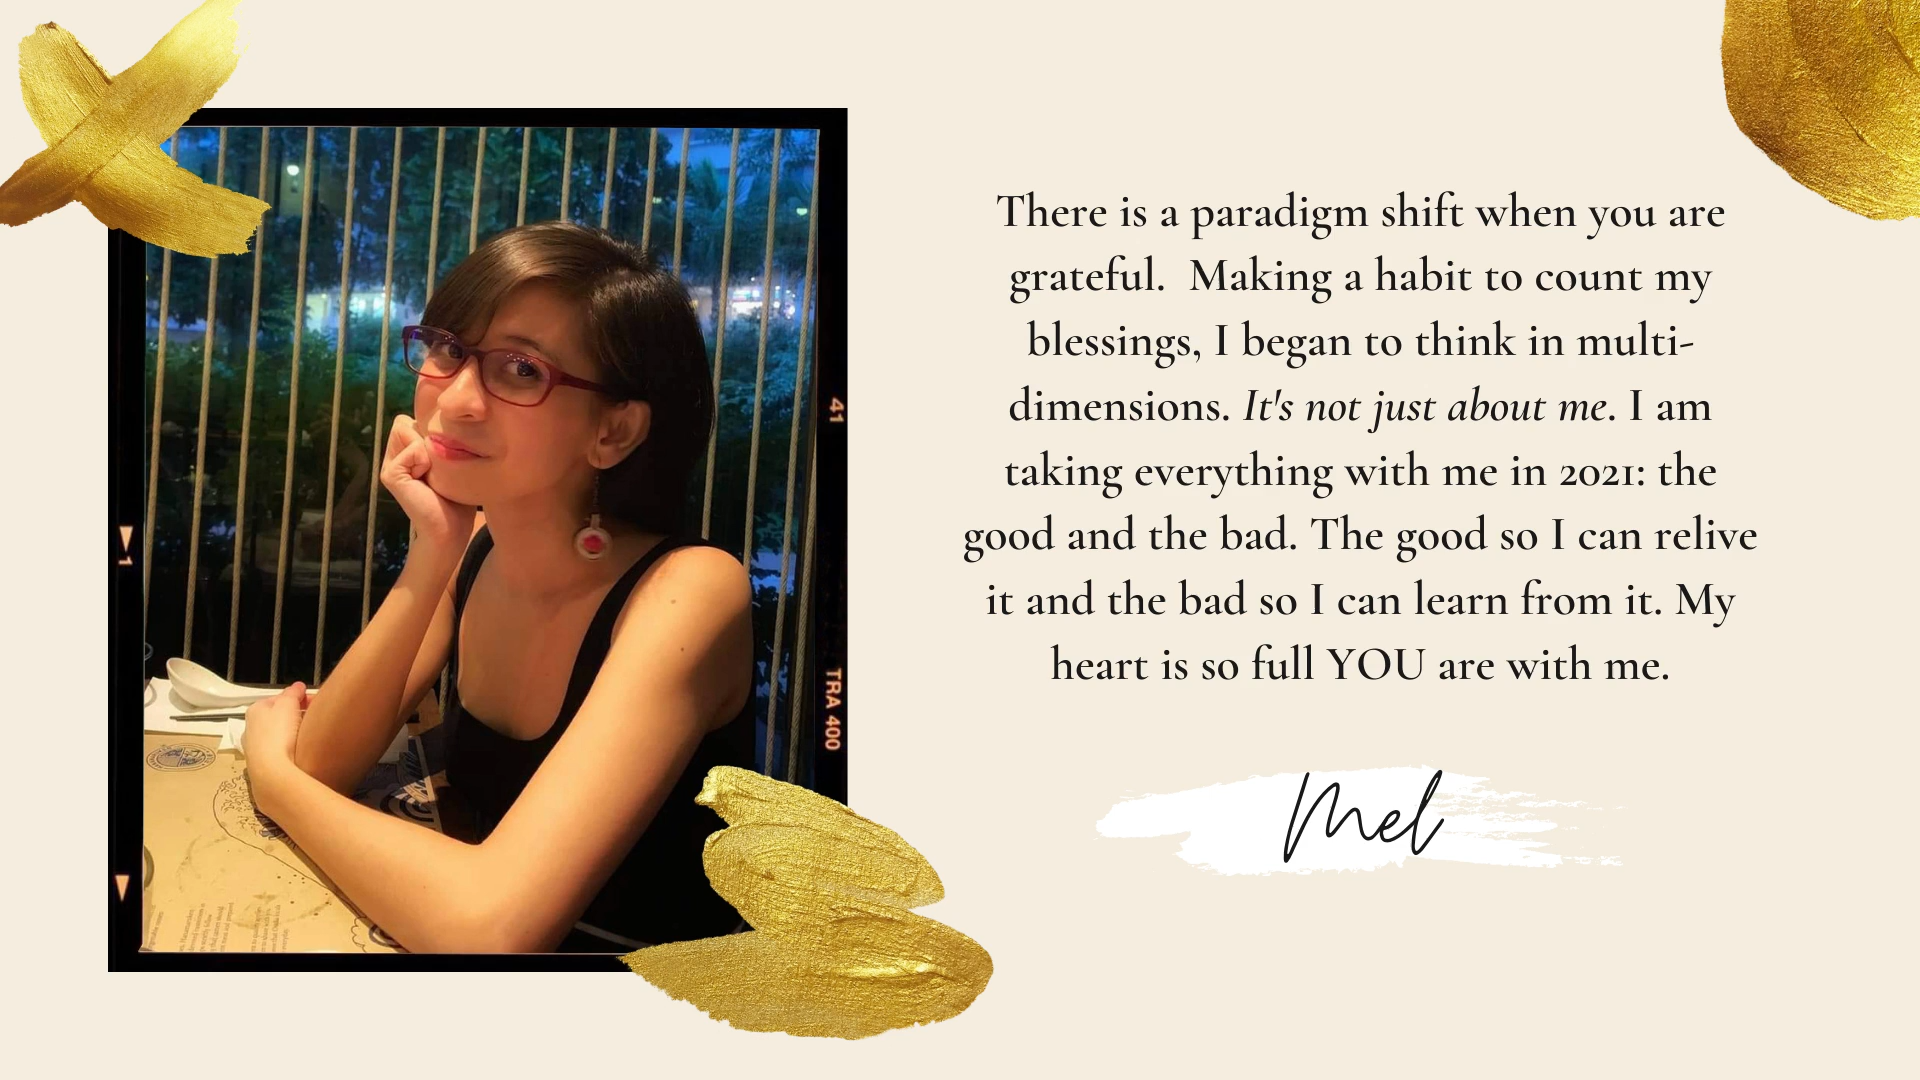 There is a paradigm shift when you are
grateful.  Making a habit to count my
blessings, I began to think in multi-
dimensions. It's not just about me. I am
taking everything with me in 2021: the
good and the bad. The good so I can relive
it and the bad so I can learn from it. My
heart is so full YOU are with me.
Mel
41
TRA 400
1